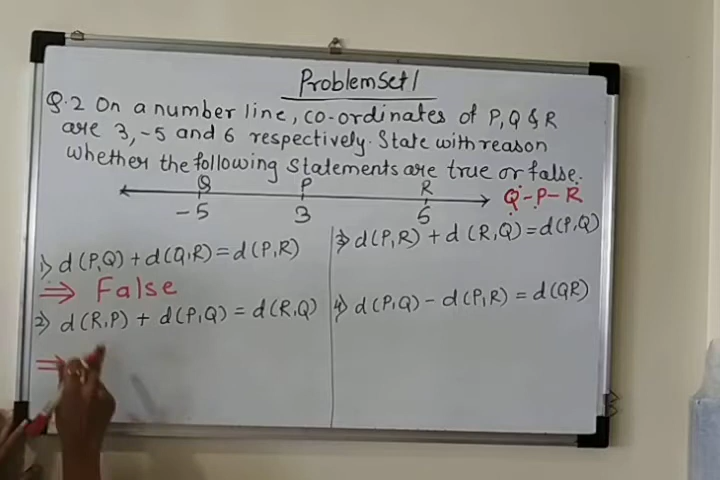 Problem Set 1
Q.2 On a number line, co-ordinates of P, Q & R
are 3, -5 and 6 respectively. State with reason
whether the following Statements are true or false.
Q P R
-5 3 6
Q-P-R
1) d(P,Q) + d(Q,R) = d(P,R)
⇒ False
2) d(R,P) + d(P,Q) = d(R,Q)
⇒
3) d(P,R) + d(R,Q) = d(P,Q)
4) d(P,Q) - d(P,R) = d(QR)